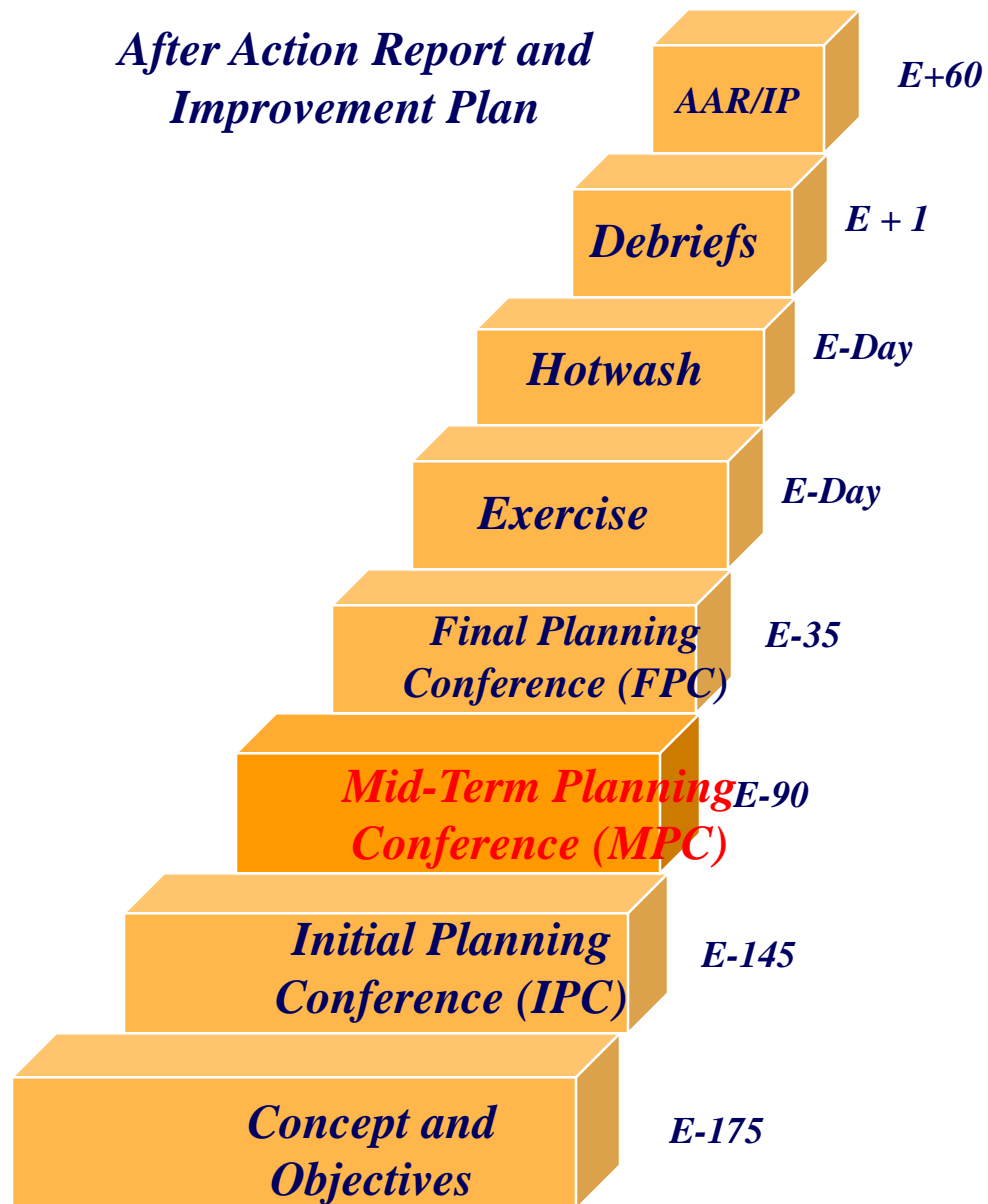 After Action Report and
Improvement Plan
AAR/IP
E+60
Debriefs
E + 1
Hotwash
E-Day
Exercise
E-Day
Final Planning
Conference (FPC)
E-35
Mid-Term Planning
Conference (MPC)
E-90
Initial Planning
Conference (IPC)
E-145
Concept and
Objectives
E-175